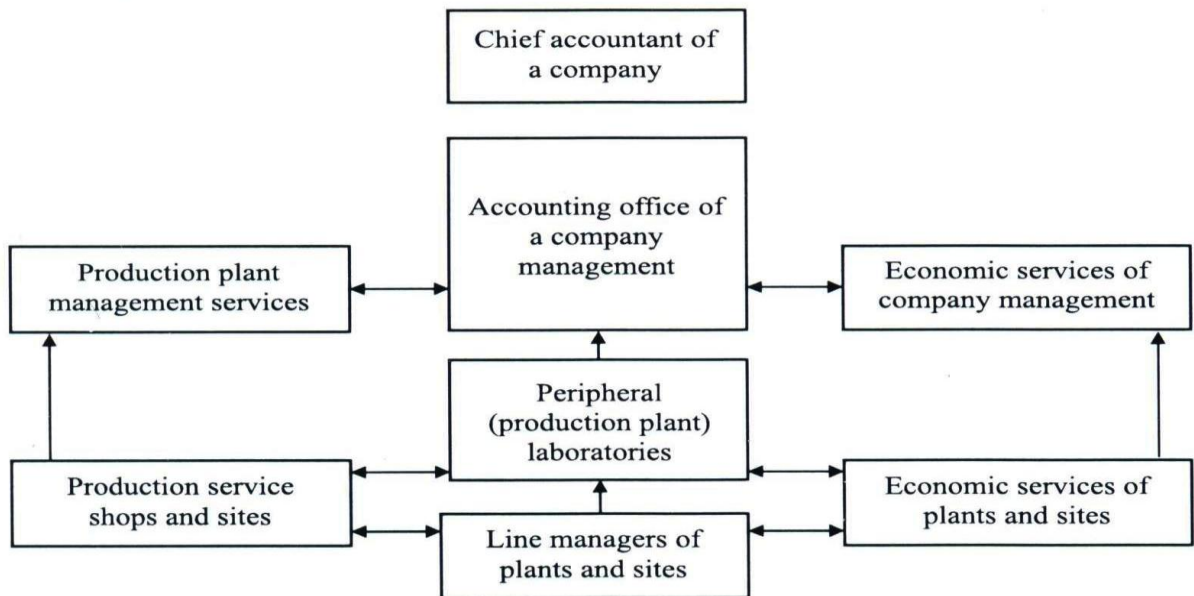 Chief accountant of
a company
Accounting office of
a company
management
Production plant
management services
Economic services of
company management
Peripheral
(production plant)
laboratories
Production service
shops and sites
Economic services of
plants and sites
Line managers of
plants and sites